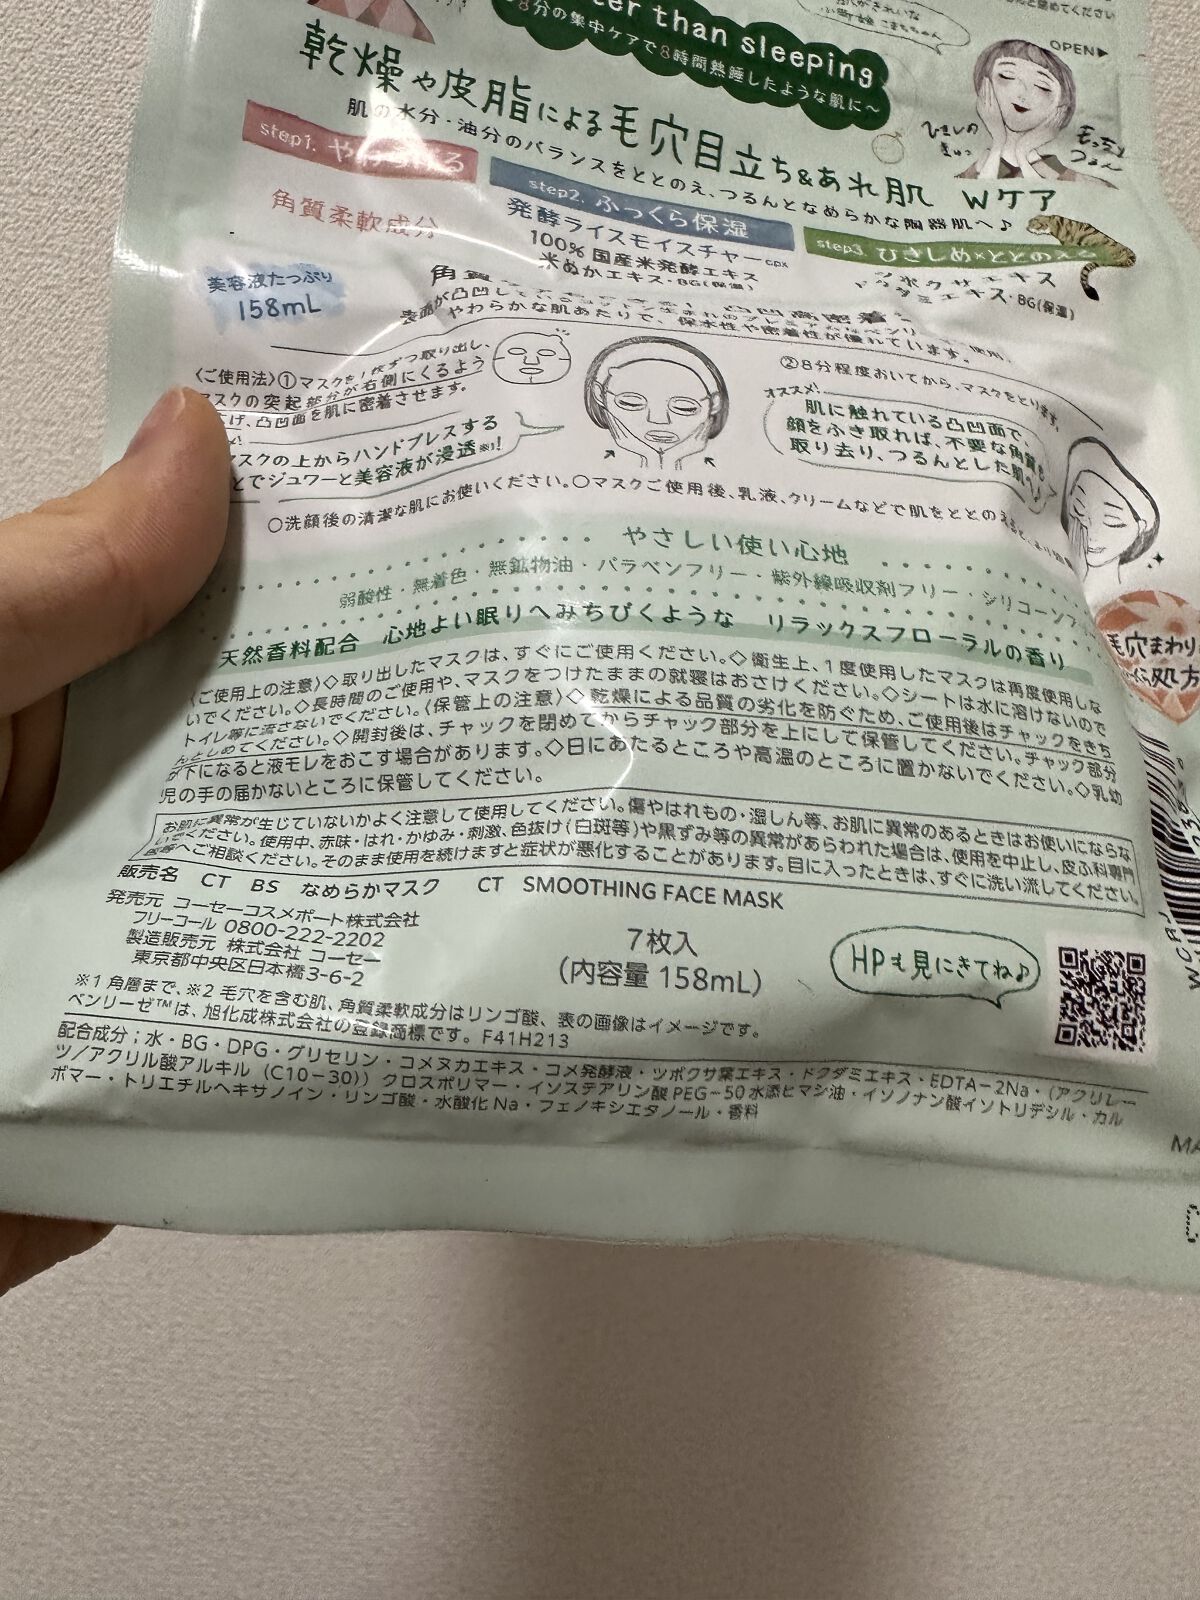 ter than sleeping
8分の集中ケアで8時間熟睡したような肌に〜
OPEN▶
乾燥や皮脂による毛穴目立ち&あれ肌 Wケア
肌の水分・油分のバランスをととのえ、つるんとなめらかな陶器肌へ♪
step1.
角質柔軟成分
step2. ふっくら保湿
発酵ライスモイスチャーcpx
100%国産米発酵エキス
米ぬかエキス・BG(保湿)
step3. ひきしめ×ととのえ
ツボクサエキス
ドクダミエキス・BG(保湿)
美容液たっぷり
158mL
やわらかな肌あたりで、保水性や密着性が優れています。
〈ご使用法〉①マスクを1枚ずつ取り出し、
マスクの突起部分が右側にくるよう
げ、凸凹面を肌に密着させます。
マスクの上からハンドプレスする
とでジュワーと美容液が浸透※1!
②8分程度おいてから、マスクをとります。
オススメ!
肌に触れている凸凹面で、
顔をふき取れば、不要な角質も
取り去り、つるんとした肌へ♪
○洗顔後の清潔な肌にお使いください。○マスクご使用後、乳液、クリームなどで肌をととのえると、
やさしい使い心地
弱酸性・無着色・無鉱物油・パラベンフリー・紫外線吸収剤フリー・シリコーンフリー
天然香料配合 心地よい眠りへみちびくような リラックスフローラルの香り
毛穴まわり
処方
〈ご使用上の注意〉◇取り出したマスクは、すぐにご使用ください。◇衛生上、1度使用したマスクは再度使用しな
いでください。◇長時間のご使用や、マスクをつけたままの就寝はおさけください。◇シートは水に溶けないので
トイレ等に流さないでください。〈保管上の注意〉◇乾燥による品質の劣化を防ぐため、ご使用後はチャックをきち
んとしめてください。◇開封後は、チャックを閉めてからチャック部分を上にして保管してください。チャック部分
が下になると液モレをおこす場合があります。◇日にあたるところや高温のところに置かないでください。◇乳幼
児の手の届かないところに保管してください。
お肌に異常が生じていないかよく注意して使用してください。傷やはれもの・湿しん等、お肌に異常のあるときはお使いにならな
いでください。使用中、赤味・はれ・かゆみ・刺激、色抜け(白斑等)や黒ずみ等の異常があらわれた場合は、使用を中止し、皮ふ科専門
医等へご相談ください。そのまま使用を続けますと症状が悪化することがあります。目に入ったときは、すぐに洗い流してください。
販売名 CT BS なめらかマスク CT SMOOTHING FACE MASK
発売元 コーセーコスメポート株式会社
フリーコール 0800-222-2202
製造販売元 株式会社 コーセー
東京都中央区日本橋3-6-2
7枚入
(内容量 158mL)
HPも見にきてね♪
※1 角層まで、※2 毛穴を含む肌、角質柔軟成分はリンゴ酸、表の画像はイメージです。
ベンリーゼ™は、旭化成株式会社の登録商標です。 F41H213
配合成分；水・BG・DPG・グリセリン・コメヌカエキス・コメ発酵液・ツボクサ葉エキス・ドクダミエキス・EDTA−2Na・(アクリレー
ツ/アクリル酸アルキル(C10−30)) クロスポリマー・イソステアリン酸PEG−50水添ヒマシ油・イソノナン酸イソトリデシル・カル
ボマー・トリエチルヘキサノイン・リンゴ酸・水酸化Na・フェノキシエタノール・香料